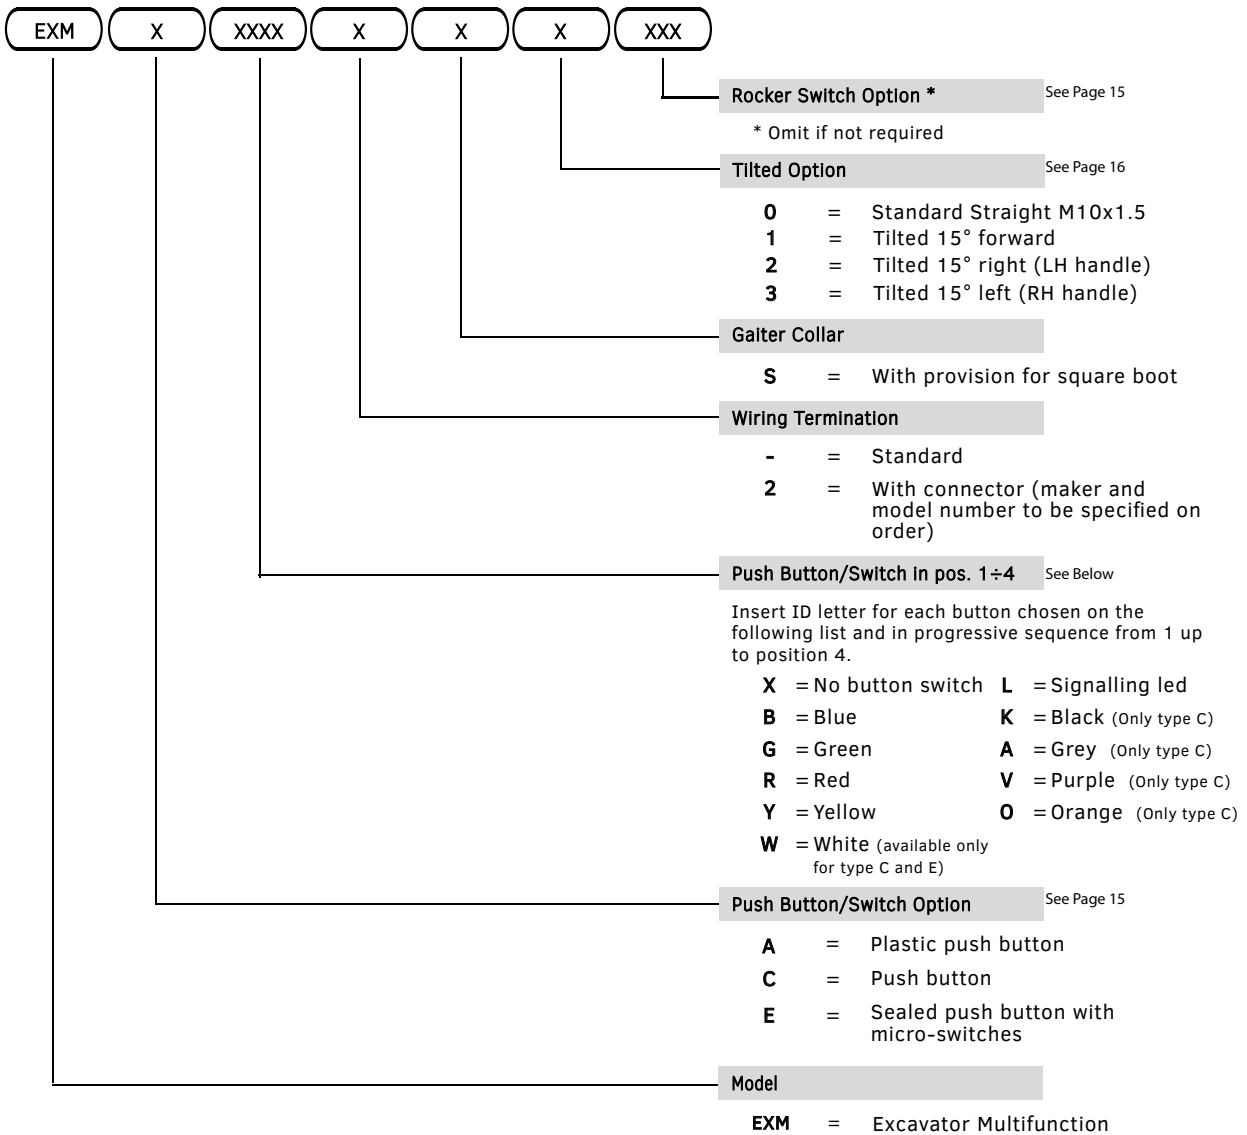 EXM X XXXX X X X XXX
Rocker Switch Option * See Page 15
* Omit if not required
Tilted Option See Page 16
0 = Standard Straight M10x1.5
1 = Tilted 15° forward
2 = Tilted 15° right (LH handle)
3 = Tilted 15° left (RH handle)
Gaiter Collar
S = With provision for square boot
Wiring Termination
- = Standard
2 = With connector (maker and
model number to be specified on
order)
Push Button/Switch in pos. 1÷4 See Below
Insert ID letter for each button chosen on the
following list and in progressive sequence from 1 up
to position 4.
X = No button switch L = Signalling led
B = Blue K = Black (Only type C)
G = Green A = Grey (Only type C)
R = Red V = Purple (Only type C)
Y = Yellow O = Orange (Only type C)
W = White (available only
for type C and E)
Push Button/Switch Option See Page 15
A = Plastic push button
C = Push button
E = Sealed push button with
micro-switches
Model
EXM = Excavator Multifunction